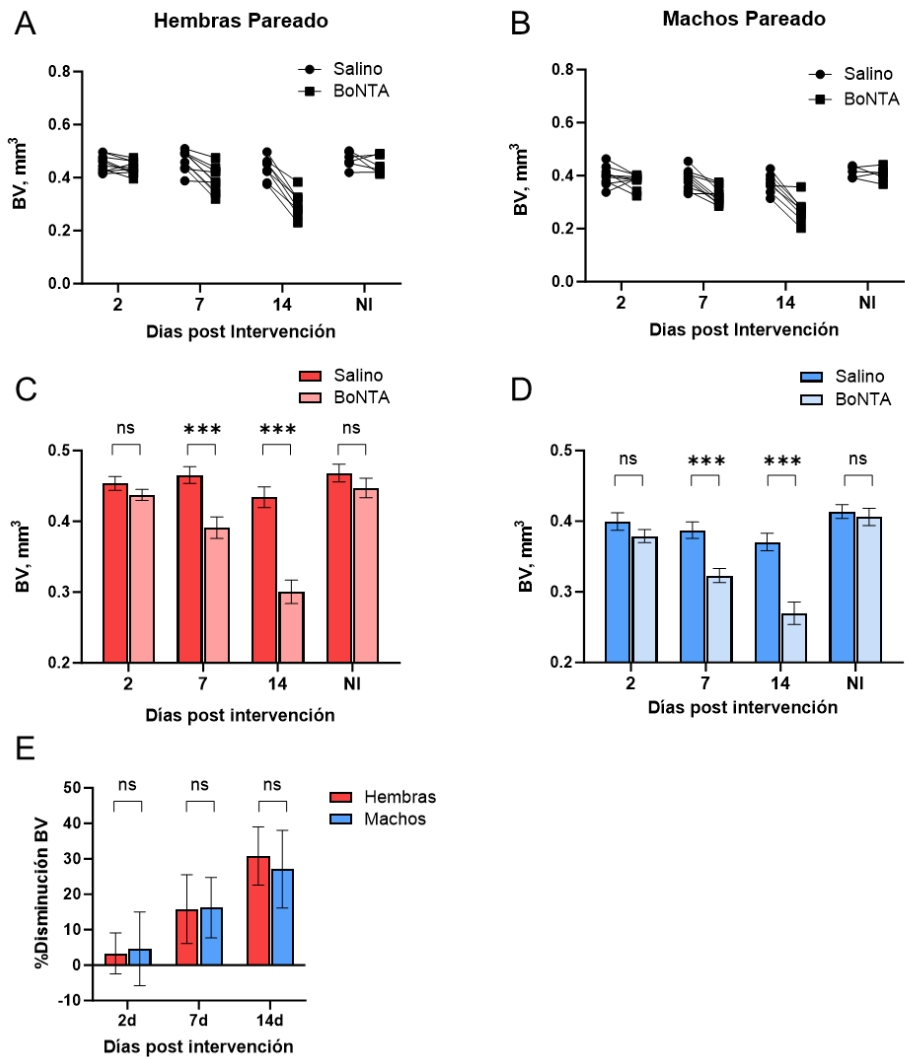 A
Hembras Pareado
Salino
BoNTA
BV, mm³
0.8
0.6
0.4
0.2
0.0
2 7 14 NI
Dias post Intervención
B
Machos Pareado
Salino
BoNTA
BV, mm³
0.8
0.6
0.4
0.2
0.0
2 7 14 NI
Dias post Intervención
C
Salino
BoNTA
ns *** *** ns
BV, mm³
0.5
0.4
0.3
0.2
2 7 14 NI
Días post intervención
D
Salino
BoNTA
ns *** *** ns
BV, mm³
0.5
0.4
0.3
0.2
2 7 14 NI
Días post intervención
E
ns ns ns
Hembras
Machos
%Disminución BV
50
40
30
20
10
0
-10
2d 7d 14d
Días post intervención